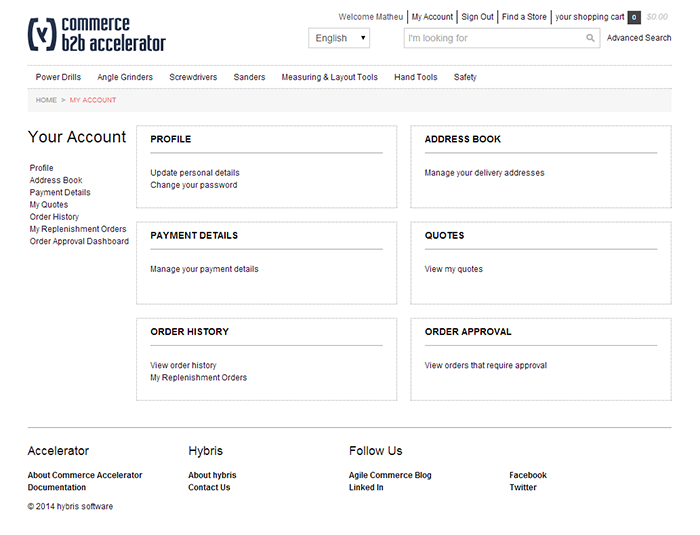 commerce
b2b accelerator
Welcome Matheu My Account Sign Out Find a Store your shopping cart 0 $0.00
English I'm looking for Advanced Search
Power Drills Angle Grinders Screwdrivers Sanders Measuring & Layout Tools Hand Tools Safety
HOME > MY ACCOUNT
Your Account
Profile
Address Book
Payment Details
My Quotes
Order History
My Replenishment Orders
Order Approval Dashboard
PROFILE
Update personal details
Change your password
ADDRESS BOOK
Manage your delivery addresses
PAYMENT DETAILS
Manage your payment details
QUOTES
View my quotes
ORDER HISTORY
View order history
My Replenishment Orders
ORDER APPROVAL
View orders that require approval
Accelerator
About Commerce Accelerator
Documentation
Hybris
About hybris
Contact Us
Follow Us
Agile Commerce Blog
Linked In
Facebook
Twitter
© 2014 hybris software